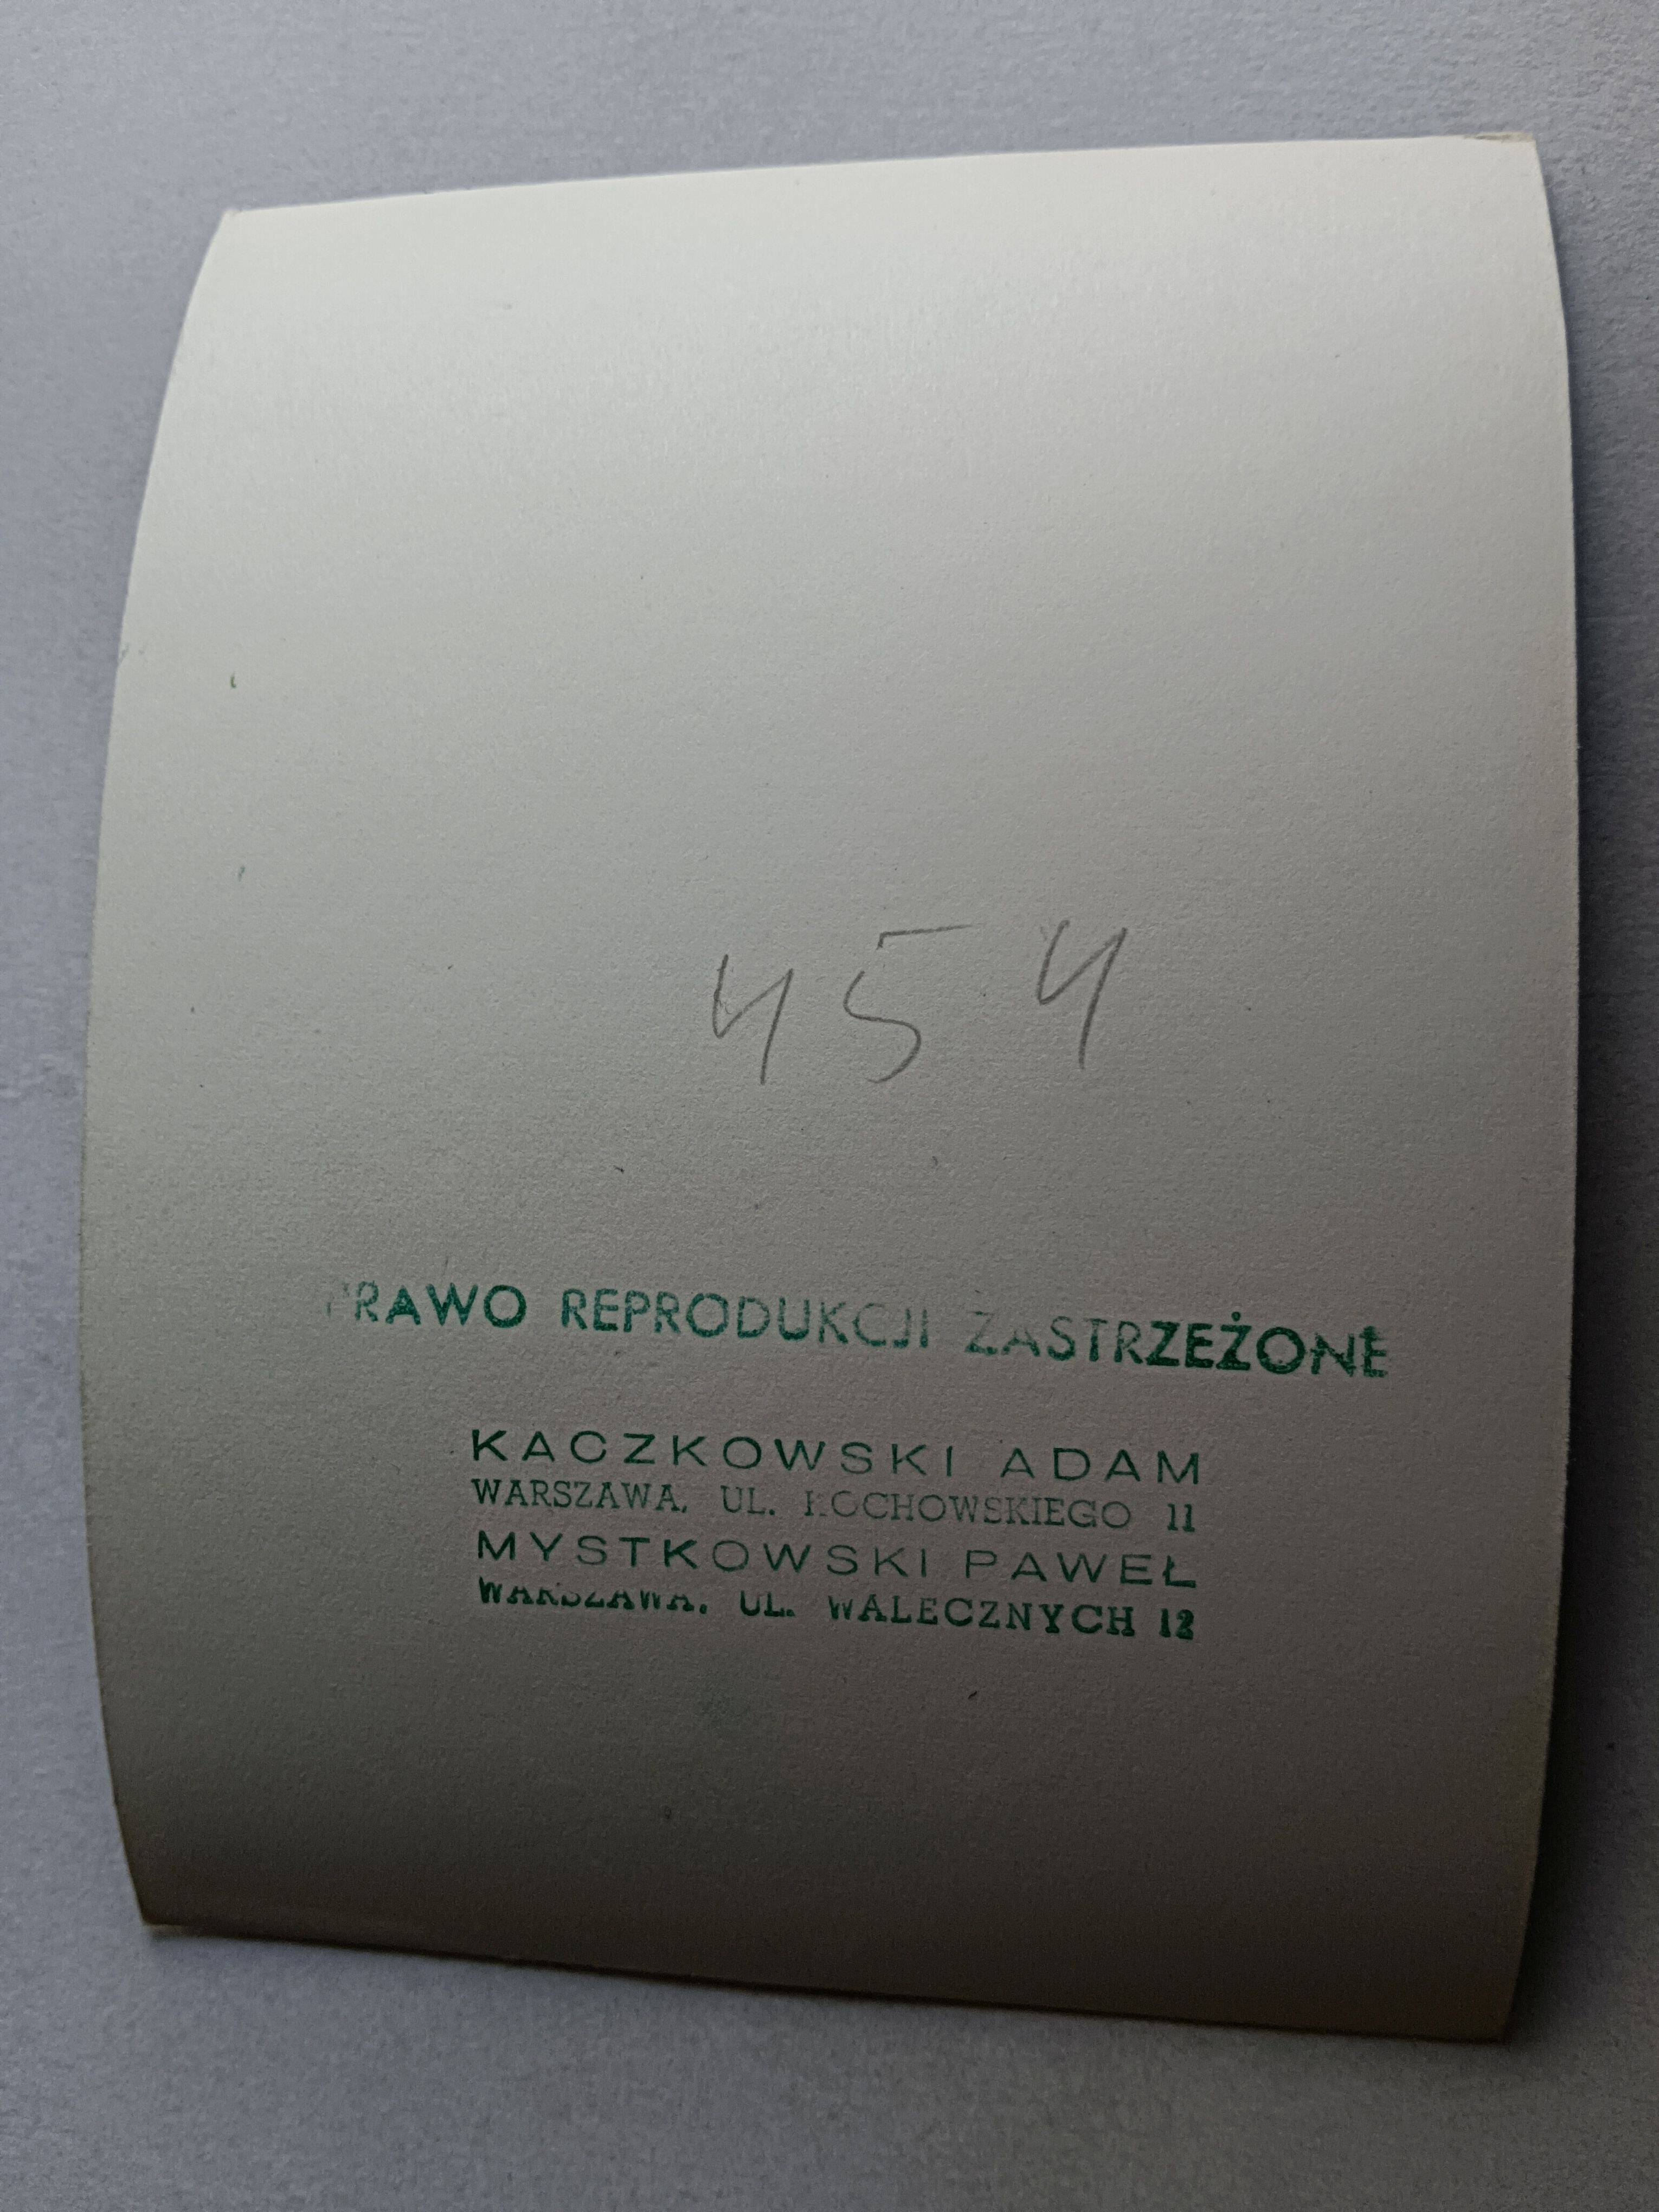 454
PRAWO REPRODUKCJI ZASTRZEŻONE
KACZKOWSKI ADAM
WARSZAWA, UL. KOCHOWSKIEGO 11
MYSTKOWSKI PAWEŁ
WARSZAWA, UL. WALECZNYCH 12